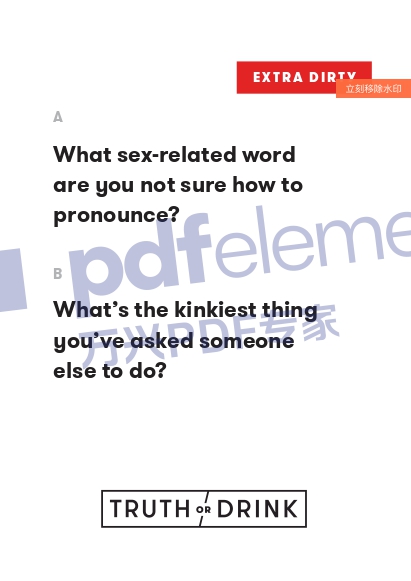 EXTRA DIRTY
立刻移除水印
A
What sex-related word
are you not sure how to
pronounce?
pdfeleme
B
What's the kinkiest thing
you've asked someone
else to do?
万兴PDF专家
TRUTH OR DRINK